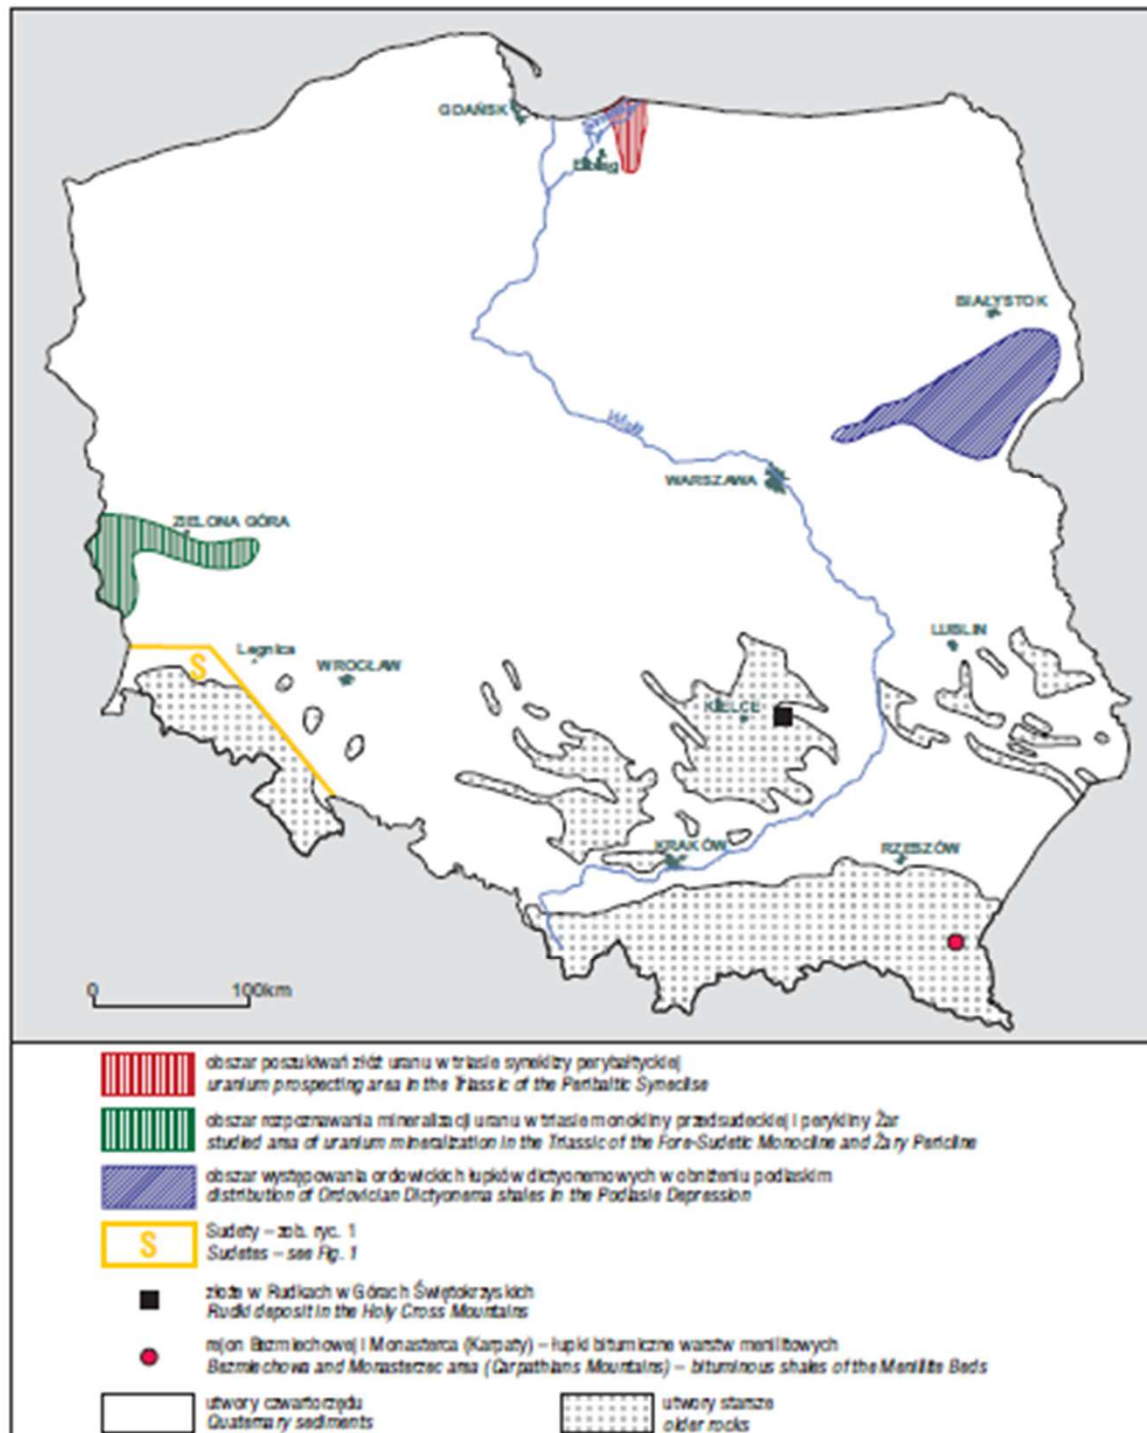 GDAŃSK
Elbląg
BIAŁYSTOK
WARSZAWA
ZIELONA GÓRA
Legnica
WROCŁAW
LUBLIN
KIELCE
KRAKÓW
RZESZÓW
S
0 100km
obszar poszukiwań złóż uranu w triasie syneklizy perybałtyckiej
uranium prospecting area in the Triassic of the Peribaltic Syneclise
obszar rozpoznawania mineralizacji uranu w triasie monokliny przedsudeckiej i perykliny Żar
studied area of uranium mineralization in the Triassic of the Fore-Sudetic Monocline and Żary Pericline
obszar występowania ordowickich łupków dictyonemowych w obniżeniu podlaskim
distribution of Ordovician Dictyonema shales in the Podlasie Depression
S
Sudety – zob. ryc. 1
Sudetes – see Fig. 1
złoże w Rudkach w Górach Świętokrzyskich
Rudki deposit in the Holy Cross Mountains
rejon Bezmiechowej i Monasterca (Karpaty) – łupki bitumiczne warstw menilitowych
Bezmiechowa and Monasterzec area (Carpathians Mountains) – bituminous shales of the Menilite Beds
utwory czwartorzędu
Quaternary sediments
utwory starsze
older rocks